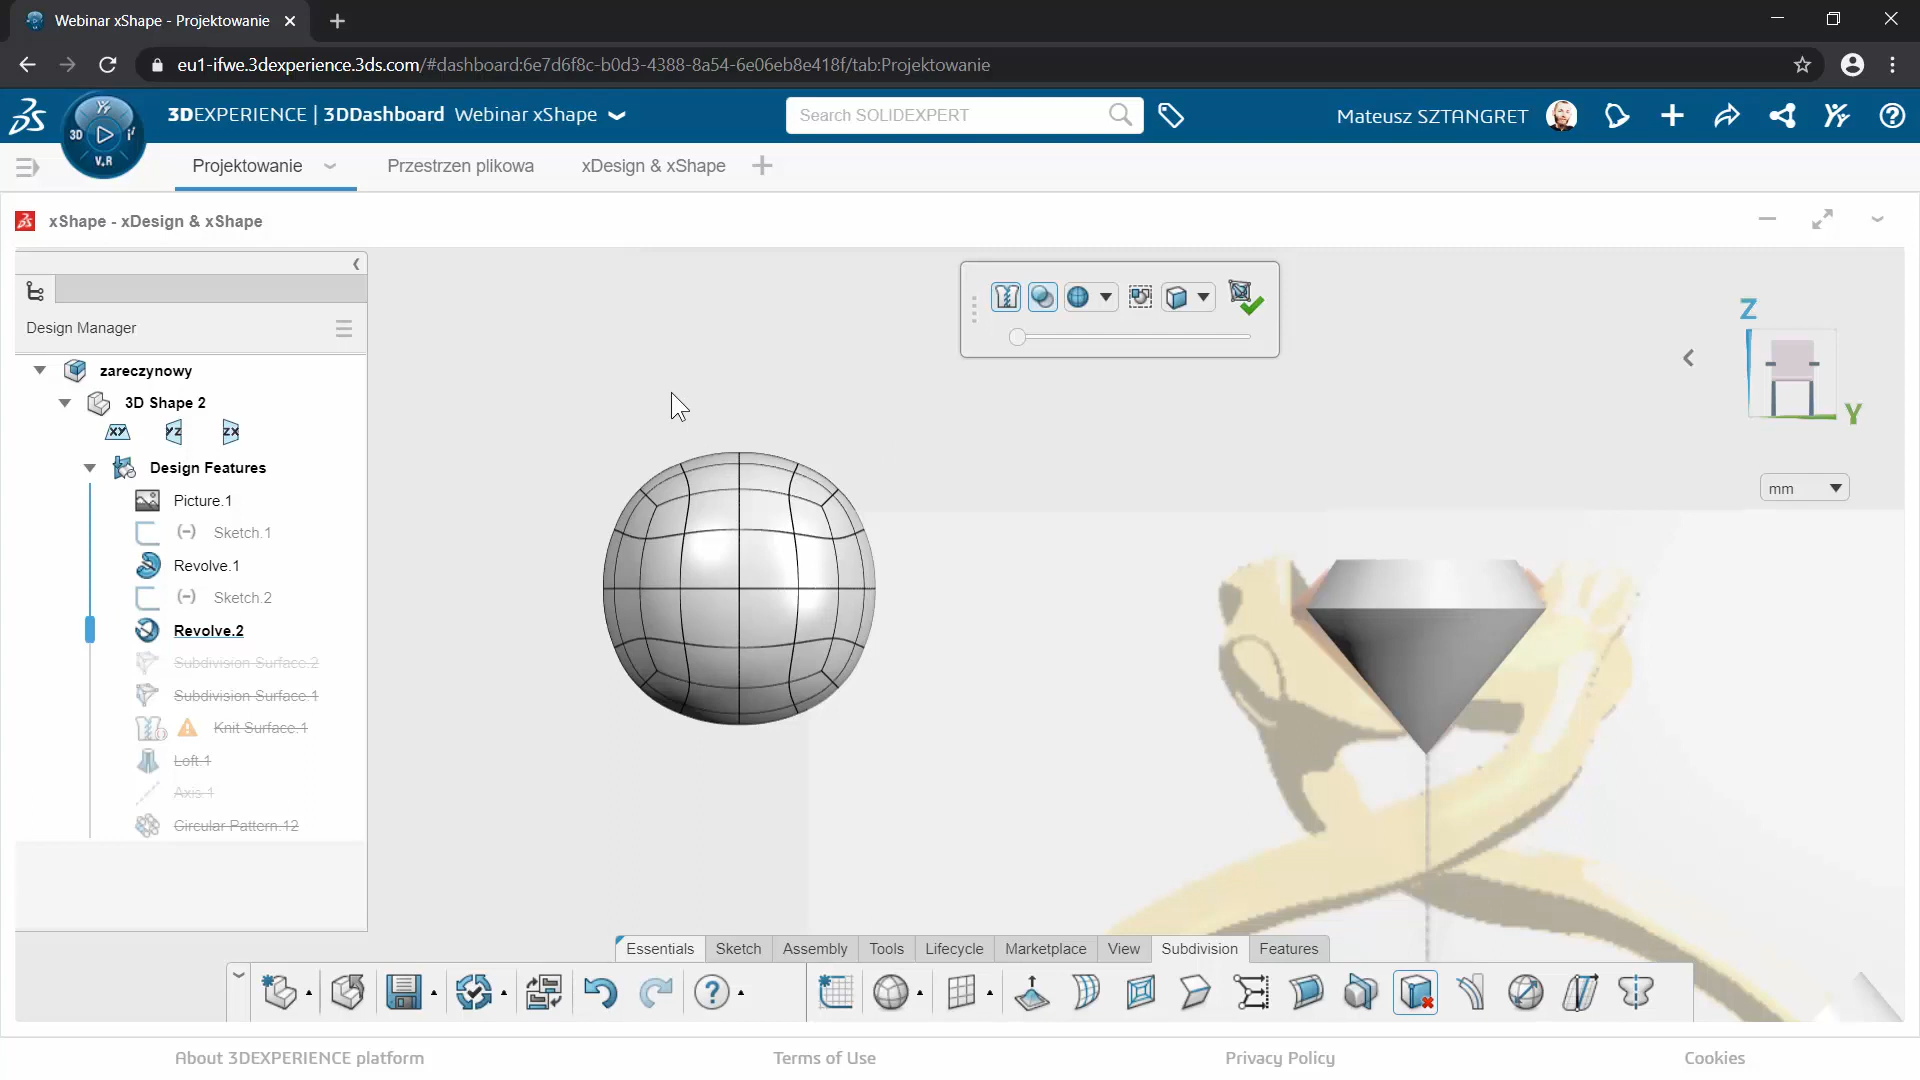 Webinar xShape - Projektowanie
eu1-ifwe.3dexperience.3ds.com/#dashboard:6e7d6f8c-b0d3-4388-8a54-6e06eb8e418f/tab:Projektowanie
3D
V.R
3DEXPERIENCE | 3DDashboard Webinar xShape
Search SOLIDEXPERT
Mateusz SZTANGRET
Projektowanie
Przestrzen plikowa
xDesign & xShape
xShape - xDesign & xShape
Design Manager
zareczynowy
3D Shape 2
XY YZ ZX
Design Features
Picture.1
(-) Sketch.1
Revolve.1
(-) Sketch.2
Revolve.2
Subdivision Surface.2
Subdivision Surface.1
Knit Surface.1
Loft.1
Axis.1
Circular Pattern.12
Z
Y
mm
Essentials Sketch Assembly Tools Lifecycle Marketplace View Subdivision Features
About 3DEXPERIENCE platform
Terms of Use
Privacy Policy
Cookies